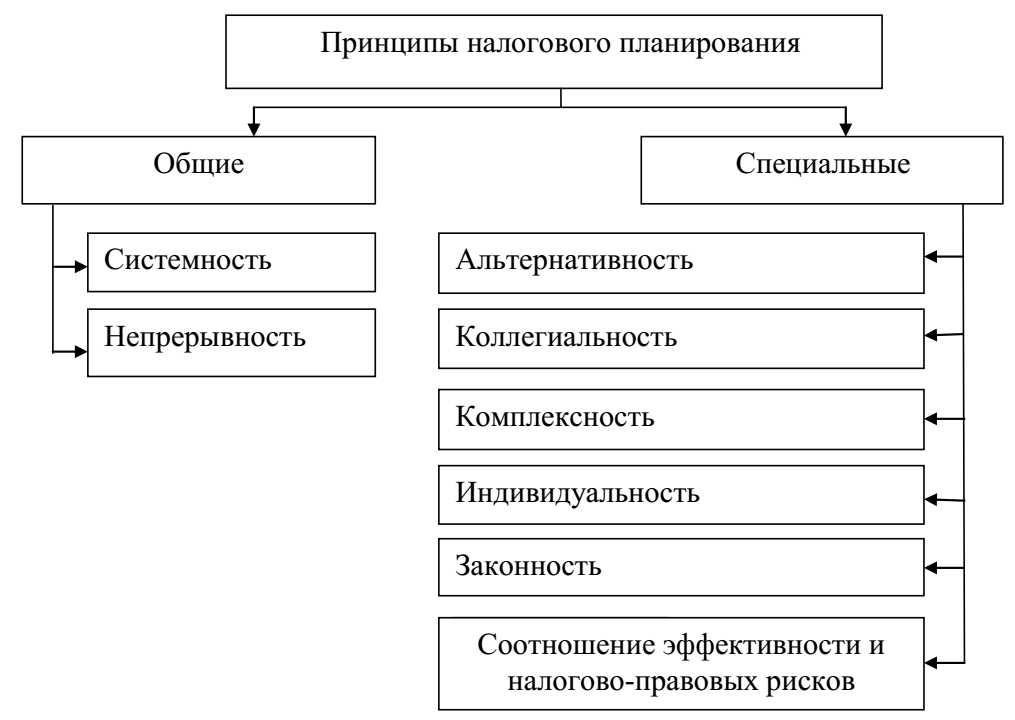 Принципы налогового планирования
Общие
Специальные
Системность
Непрерывность
Альтернативность
Коллегиальность
Комплексность
Индивидуальность
Законность
Соотношение эффективности и
налогово-правовых рисков